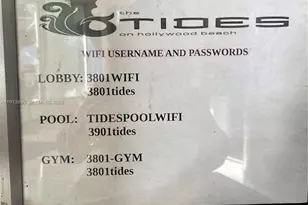 the
TIDES
on hollywood beach
WIFI USERNAME AND PASSWORDS
LOBBY: 3801WIFI
3801tides
POOL: TIDESPOOLWIFI
3901tides
GYM: 3801-GYM
3801tides